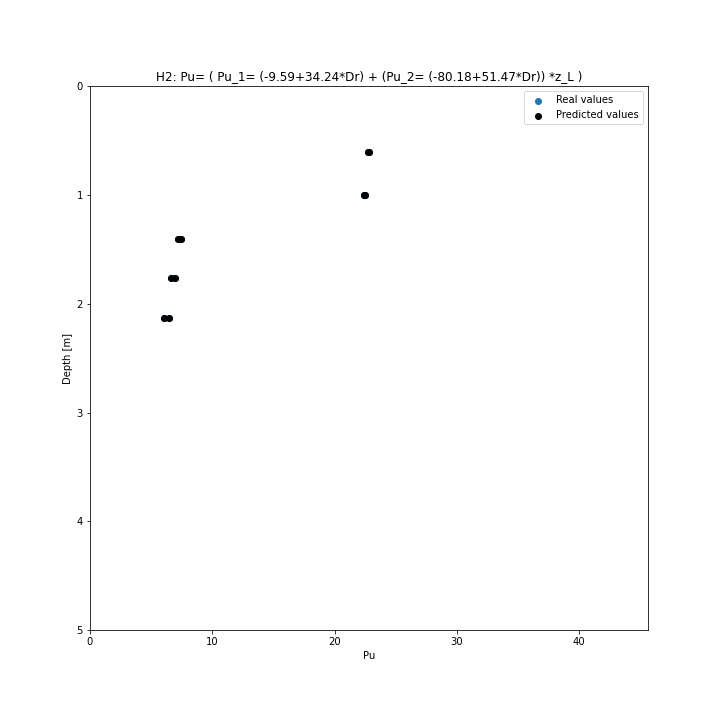 H2: Pu= ( Pu_1= (-9.59+34.24*Dr) + (Pu_2= (-80.18+51.47*Dr)) *z_L )
Real values
Predicted values
0
1
2
3
4
5
Depth [m]
0
10
20
30
40
Pu